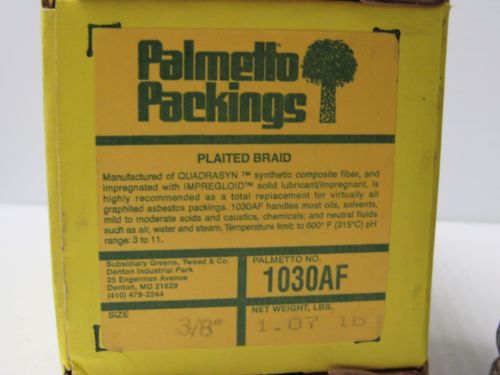 Palmetto
Packings
PLAITED BRAID
Manufactured of QUADRASYN ™ synthetic composite fiber, and
impregnated with IMPREGLOID™ solid lubricant/impregnant, is
highly recommended as a total replacement for virtually all
graphited asbestos packings. 1030AF handles most oils, solvents,
mild to moderate acids and caustics, chemicals; and neutral fluids
such as air, water and steam. Temperature limit: to 600° F (315°C) pH
range: 3 to 11.
Subsidiary Greene, Tweed & Co.
Denton Industrial Park
25 Engerman Avenue
Denton, MD 21629
(410) 479-2244
PALMETTO NO.
1030AF
SIZE
3/8"
NET WEIGHT, LBS.
1.07 lb